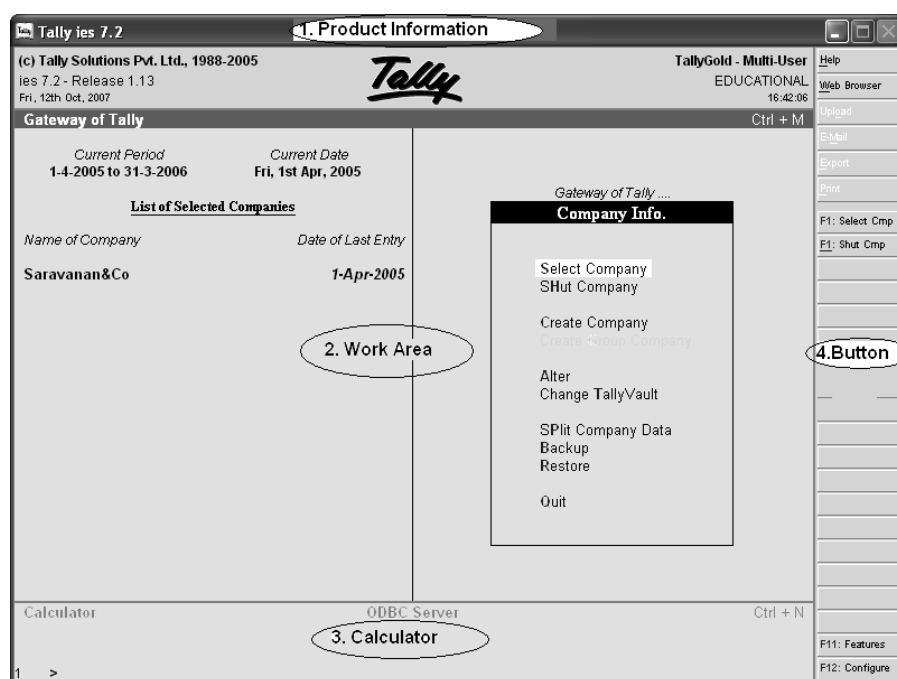 Tally ies 7.2
1. Product Information
(c) Tally Solutions Pvt. Ltd., 1988-2005
Tally
TallyGold - Multi-User
ies 7.2 - Release 1.13
EDUCATIONAL
Fri, 12th Oct, 2007
16:42:06
Gateway of Tally
Ctrl + M
Current Period
Current Date
1-4-2005 to 31-3-2006
Fri, 1st Apr, 2005
List of Selected Companies
Name of Company
Date of Last Entry
Saravanan&Co
1-Apr-2005
2. Work Area
Gateway of Tally ....
Company Info.
Select Company
SHut Company
Create Company
Create Group Company
Alter
Change TallyVault
SPlit Company Data
Backup
Restore
Quit
Help
Web Browser
Upload
E-Mail
Export
Print
F1: Select Cmp
F1: Shut Cmp
4.Button
F11: Features
F12: Configure
Calculator
ODBC Server
Ctrl + N
3. Calculator
1 >